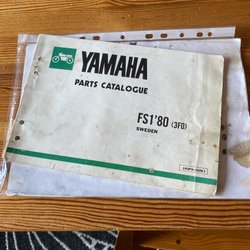 YAMAHA
PARTS CATALOGUE
FS1'80 (3F0)
SWEDEN